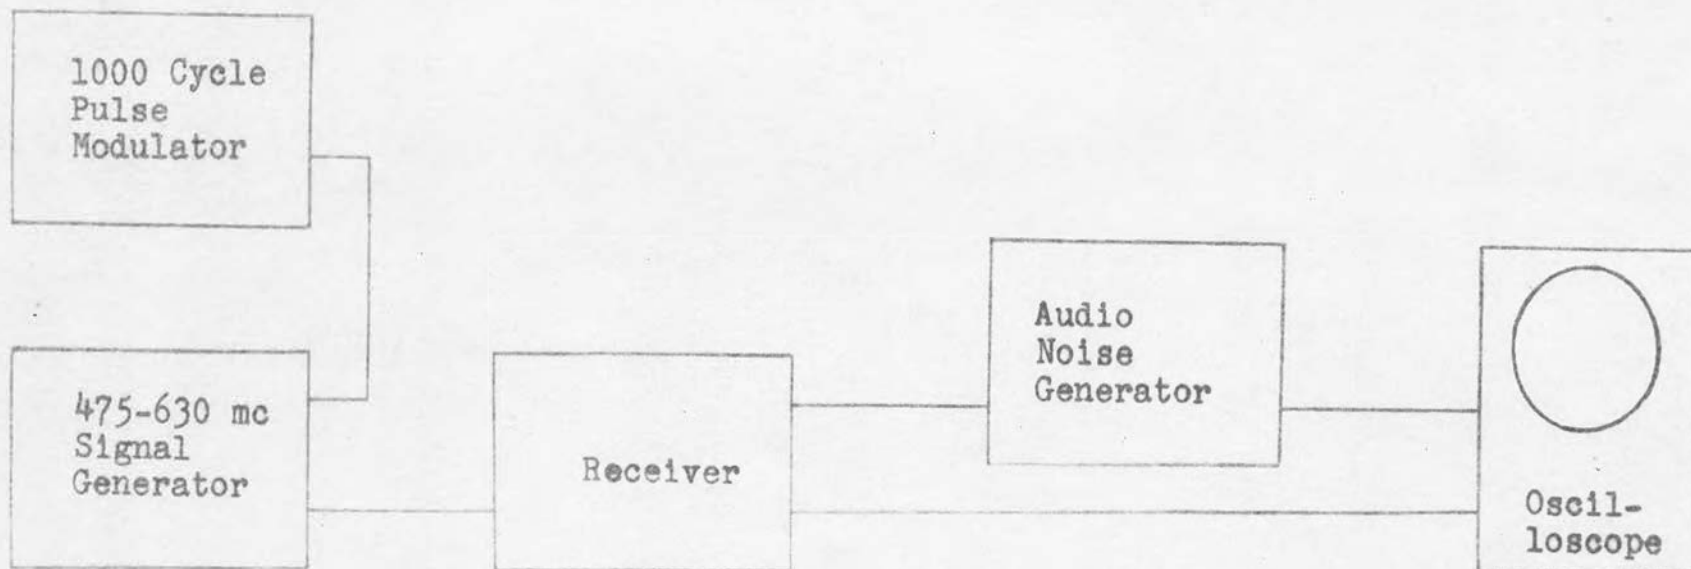 1000 Cycle
Pulse
Modulator
475-630 mc
Signal
Generator
Receiver
Audio
Noise
Generator
Oscil-
loscope